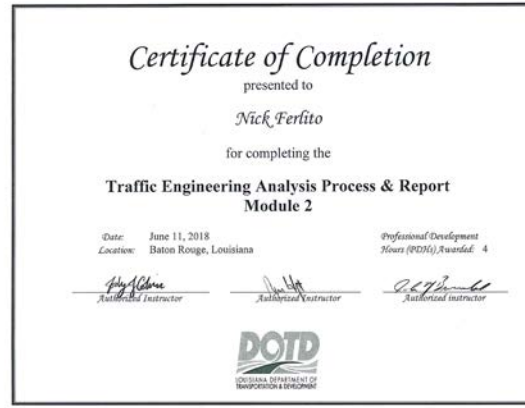 Certificate of Completion
presented to
Nick Ferlito
for completing the
Traffic Engineering Analysis Process & Report
Module 2
Date: June 11, 2018
Location: Baton Rouge, Louisiana
Professional Development
Hours (PDHs) Awarded: 4
Authorized Instructor
Authorized Instructor
Authorized instructor
DOTD
LOUISIANA DEPARTMENT OF
TRANSPORTATION & DEVELOPMENT